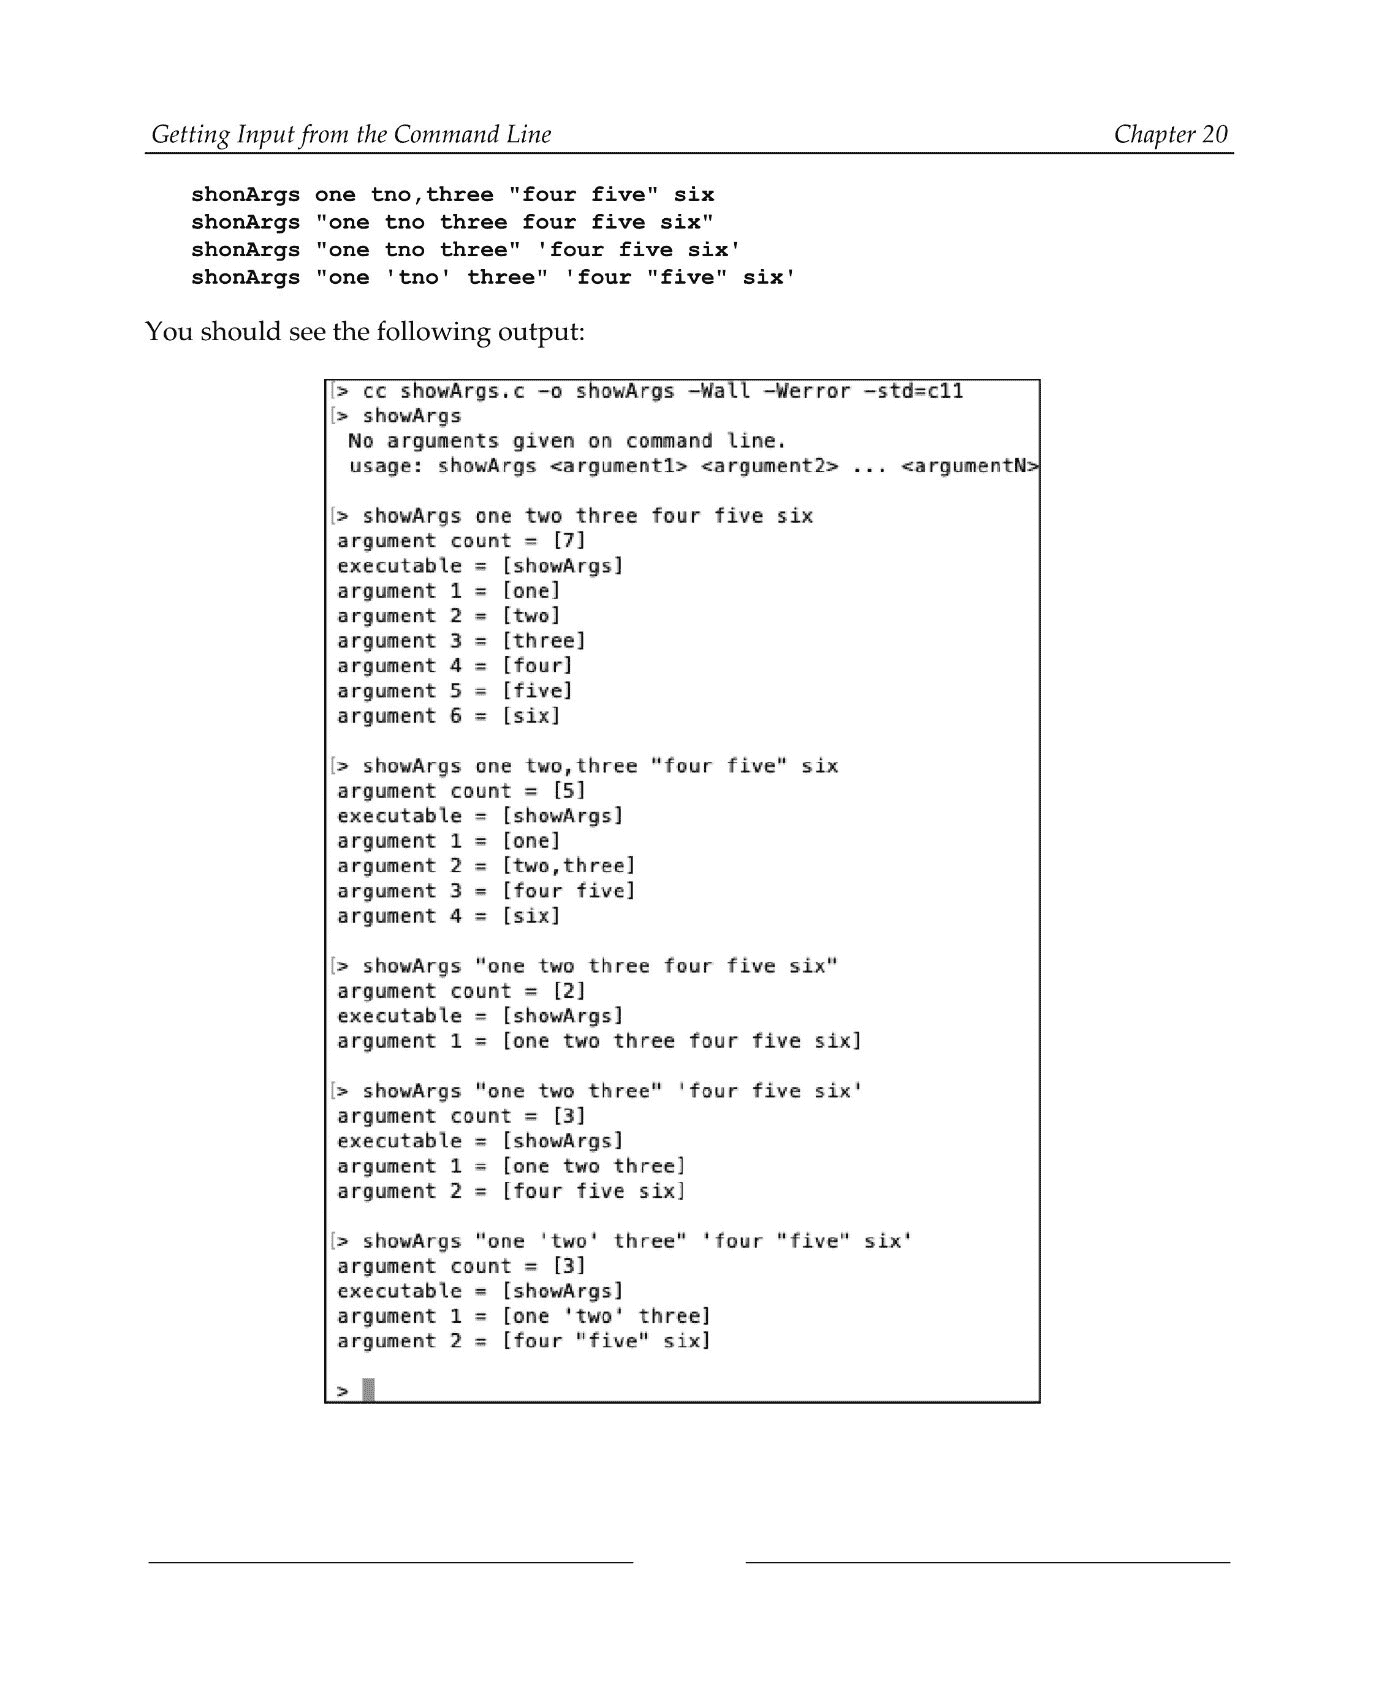 Getting Input from the Command Line Chapter 20
shonArgs one tno,three "four five" six
shonArgs "one tno three four five six"
shonArgs "one tno three" 'four five six'
shonArgs "one 'tno' three" 'four "five" six'
You should see the following output:
[> cc showArgs.c -o showArgs -Wall -Werror -std=c11
[> showArgs
No arguments given on command line.
usage: showArgs <argument1> <argument2> ... <argumentN>
[> showArgs one two three four five six
argument count = [7]
executable = [showArgs]
argument 1 = [one]
argument 2 = [two]
argument 3 = [three]
argument 4 = [four]
argument 5 = [five]
argument 6 = [six]
[> showArgs one two,three "four five" six
argument count = [5]
executable = [showArgs]
argument 1 = [one]
argument 2 = [two,three]
argument 3 = [four five]
argument 4 = [six]
[> showArgs "one two three four five six"
argument count = [2]
executable = [showArgs]
argument 1 = [one two three four five six]
[> showArgs "one two three" 'four five six'
argument count = [3]
executable = [showArgs]
argument 1 = [one two three]
argument 2 = [four five six]
[> showArgs "one 'two' three" 'four "five" six'
argument count = [3]
executable = [showArgs]
argument 1 = [one 'two' three]
argument 2 = [four "five" six]
>